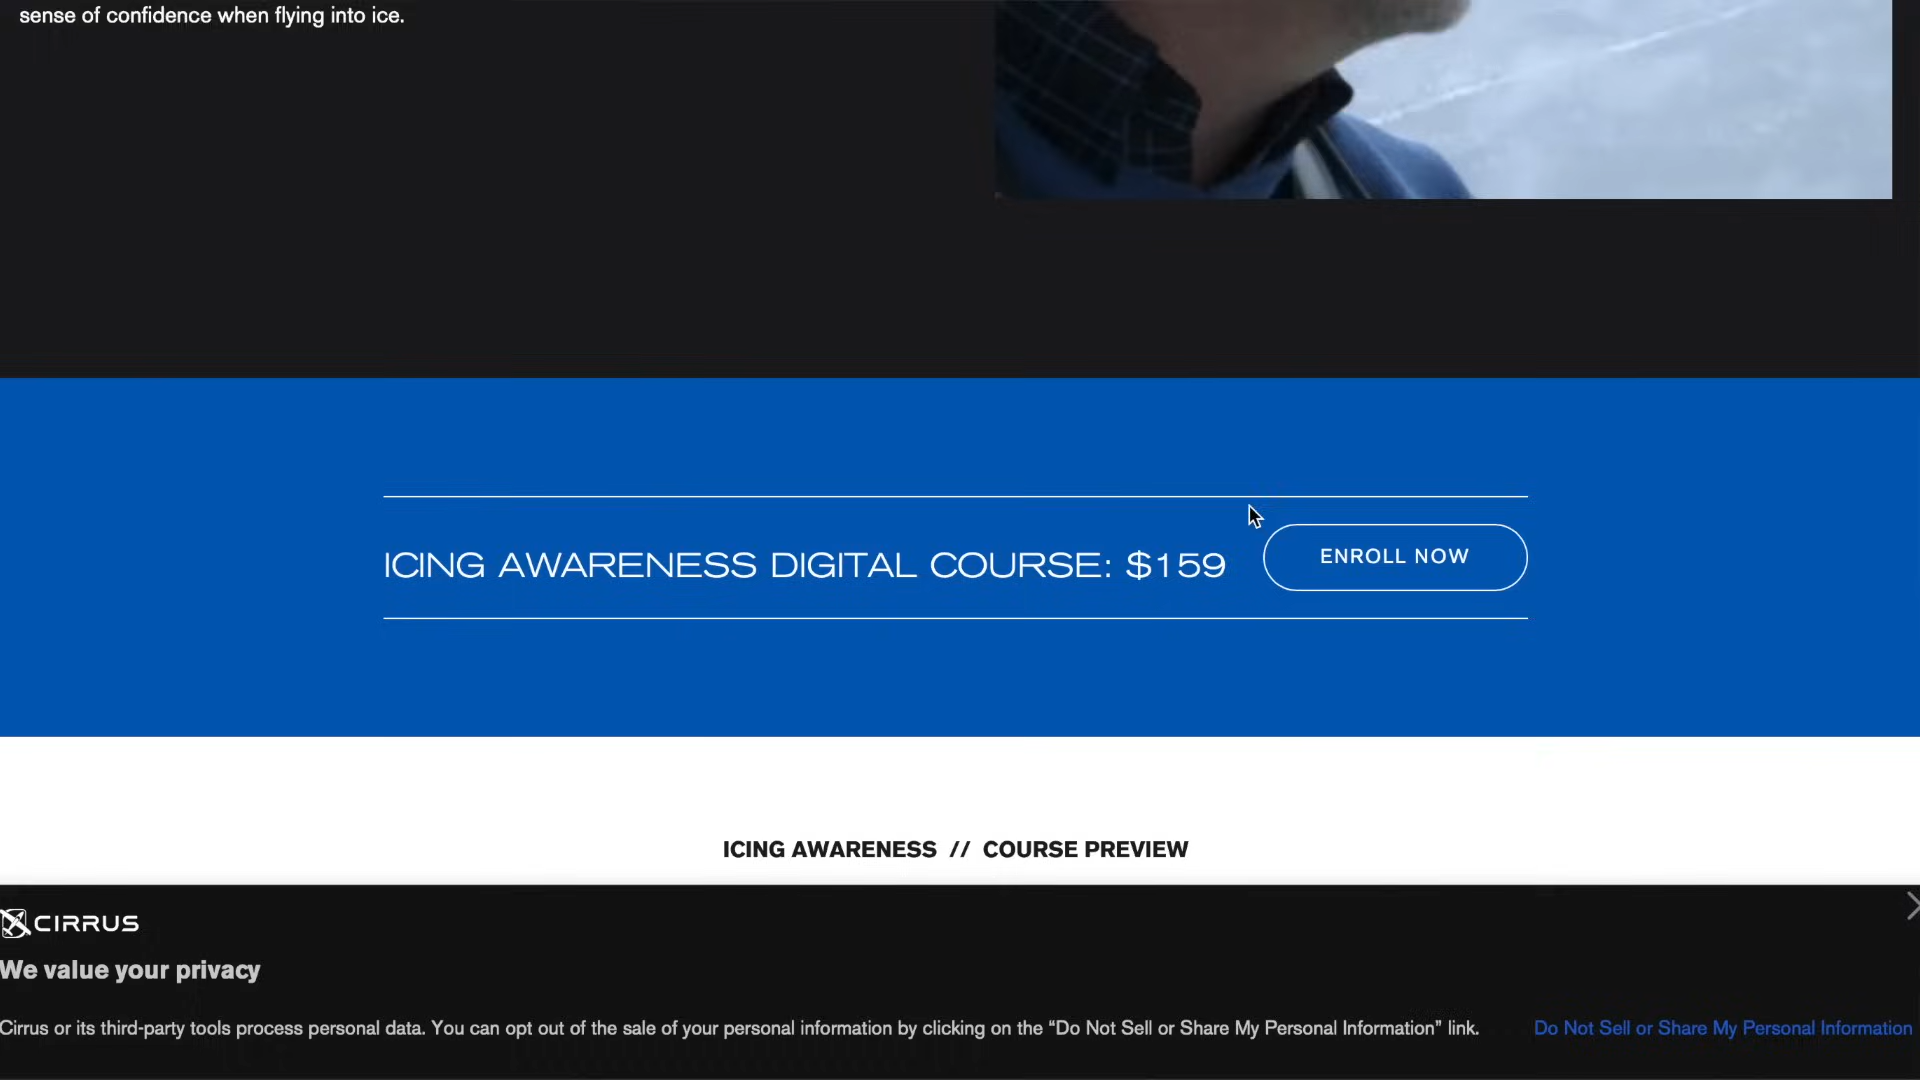 sense of confidence when flying into ice.
ICING AWARENESS DIGITAL COURSE: $159
ENROLL NOW
ICING AWARENESS // COURSE PREVIEW
CIRRUS
We value your privacy
Cirrus or its third-party tools process personal data. You can opt out of the sale of your personal information by clicking on the “Do Not Sell or Share My Personal Information” link.
Do Not Sell or Share My Personal Information